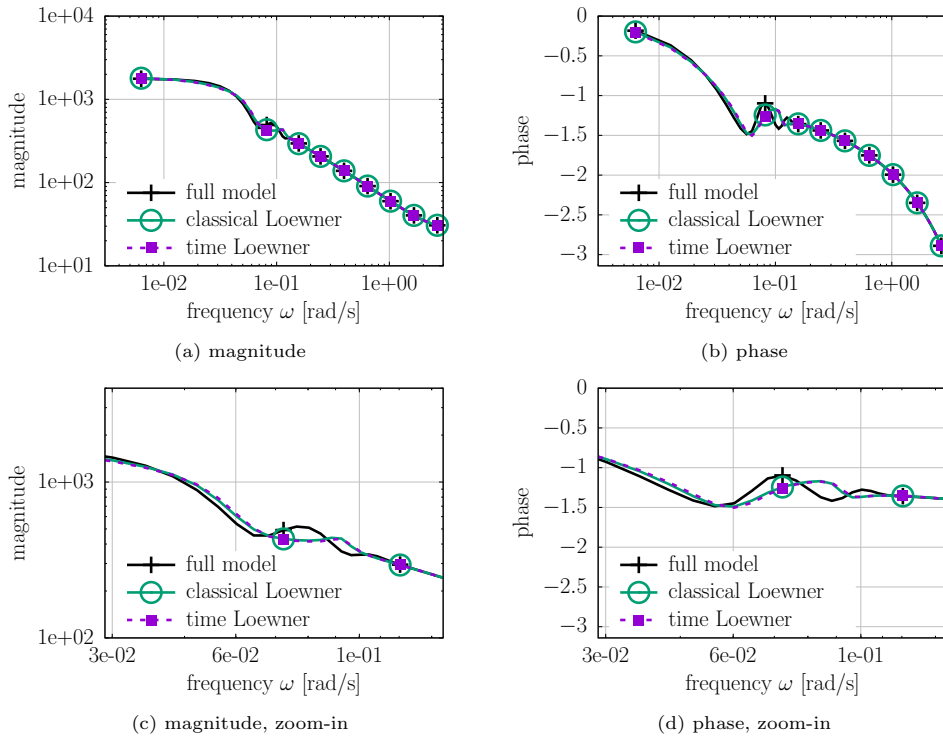 1e+04
1e+03
1e+02
1e+01
magnitude
full model
classical Loewner
time Loewner
1e-02
1e-01
1e+00
frequency ω [rad/s]
(a) magnitude
0
−0.5
−1
−1.5
−2
−2.5
−3
phase
full model
classical Loewner
time Loewner
1e-02
1e-01
1e+00
frequency ω [rad/s]
(b) phase
1e+03
1e+02
magnitude
full model
classical Loewner
time Loewner
3e-02
6e-02
1e-01
frequency ω [rad/s]
(c) magnitude, zoom-in
0
−0.5
−1
−1.5
−2
−2.5
−3
phase
full model
classical Loewner
time Loewner
3e-02
6e-02
1e-01
frequency ω [rad/s]
(d) phase, zoom-in